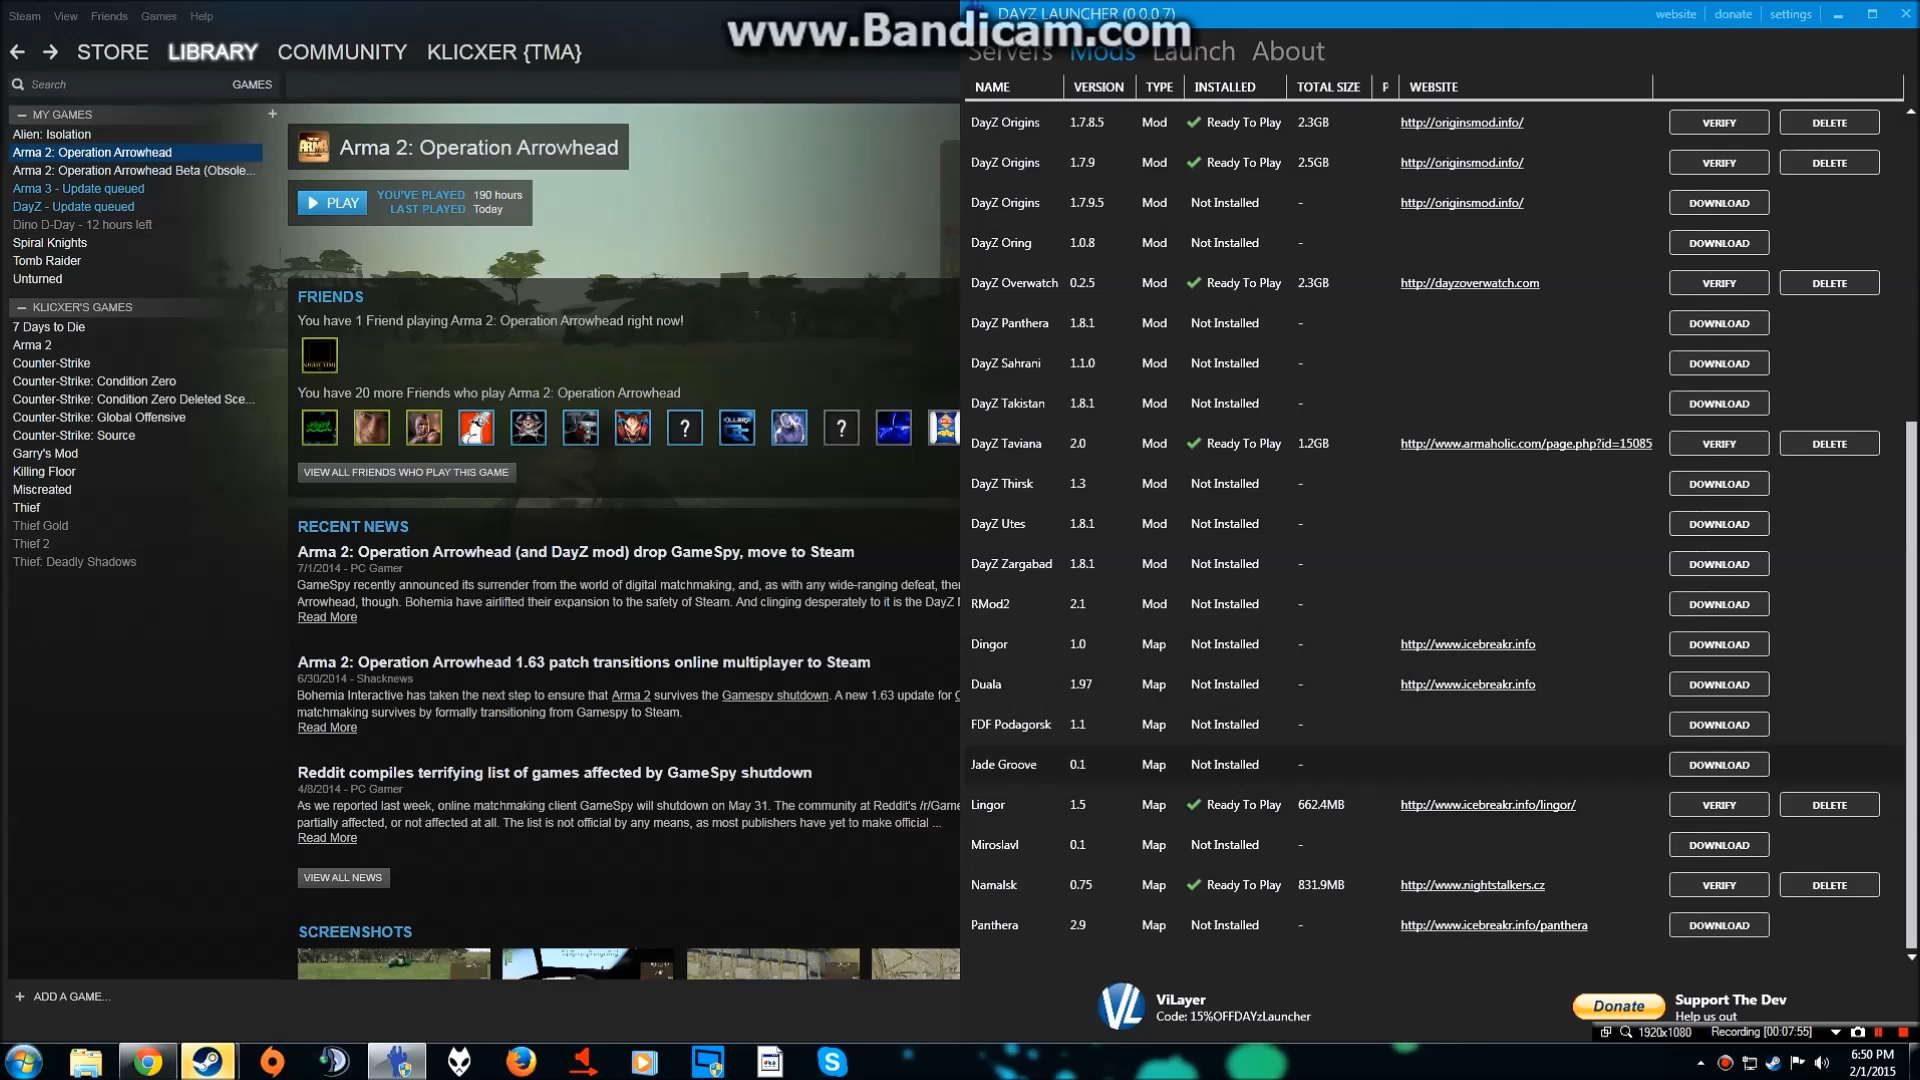 www.Bandicam.com
Steam View Friends Games Help
STORE LIBRARY COMMUNITY KLICXER {TMA}
Search GAMES
— MY GAMES +
Alien: Isolation
Arma 2: Operation Arrowhead
Arma 2: Operation Arrowhead Beta (Obsole...
Arma 3 - Update queued
DayZ - Update queued
Dino D-Day - 12 hours left
Spiral Knights
Tomb Raider
Unturned
— KLICXER'S GAMES
7 Days to Die
Arma 2
Counter-Strike
Counter-Strike: Condition Zero
Counter-Strike: Condition Zero Deleted Sce...
Counter-Strike: Global Offensive
Counter-Strike: Source
Garry's Mod
Killing Floor
Miscreated
Thief
Thief Gold
Thief 2
Thief: Deadly Shadows
+ ADD A GAME...
Arma 2: Operation Arrowhead
PLAY
YOU'VE PLAYED 190 hours
LAST PLAYED Today
FRIENDS
You have 1 Friend playing Arma 2: Operation Arrowhead right now!
You have 20 more Friends who play Arma 2: Operation Arrowhead
VIEW ALL FRIENDS WHO PLAY THIS GAME
RECENT NEWS
Arma 2: Operation Arrowhead (and DayZ mod) drop GameSpy, move to Steam
7/1/2014 - PC Gamer
GameSpy recently announced its surrender from the world of digital matchmaking, and, as with any wide-ranging defeat, ther
Arrowhead, though. Bohemia have airlifted their expansion to the safety of Steam. And clinging desperately to it is the DayZ
Read More
Arma 2: Operation Arrowhead 1.63 patch transitions online multiplayer to Steam
6/30/2014 - Shacknews
Bohemia Interactive has taken the next step to ensure that Arma 2 survives the Gamespy shutdown. A new 1.63 update for
matchmaking survives by formally transitioning from Gamespy to Steam.
Read More
Reddit compiles terrifying list of games affected by GameSpy shutdown
4/8/2014 - PC Gamer
As we reported last week, online matchmaking client GameSpy will shutdown on May 31. The community at Reddit's /r/Game
partially affected, or not affected at all. The list is not official by any means, as most publishers have yet to make official ...
Read More
VIEW ALL NEWS
SCREENSHOTS
DAYZ LAUNCHER (0.0.0.7) website donate settings
Servers Mods Launch About
NAME VERSION TYPE INSTALLED TOTAL SIZE P WEBSITE
DayZ Origins 1.7.8.5 Mod Ready To Play 2.3GB http://originsmod.info/ VERIFY DELETE
DayZ Origins 1.7.9 Mod Ready To Play 2.5GB http://originsmod.info/ VERIFY DELETE
DayZ Origins 1.7.9.5 Mod Not Installed - http://originsmod.info/ DOWNLOAD
DayZ Oring 1.0.8 Mod Not Installed - DOWNLOAD
DayZ Overwatch 0.2.5 Mod Ready To Play 2.3GB http://dayzoverwatch.com VERIFY DELETE
DayZ Panthera 1.8.1 Mod Not Installed - DOWNLOAD
DayZ Sahrani 1.1.0 Mod Not Installed - DOWNLOAD
DayZ Takistan 1.8.1 Mod Not Installed - DOWNLOAD
DayZ Taviana 2.0 Mod Ready To Play 1.2GB http://www.armaholic.com/page.php?id=15085 VERIFY DELETE
DayZ Thirsk 1.3 Mod Not Installed - DOWNLOAD
DayZ Utes 1.8.1 Mod Not Installed - DOWNLOAD
DayZ Zargabad 1.8.1 Mod Not Installed - DOWNLOAD
RMod2 2.1 Mod Not Installed - DOWNLOAD
Dingor 1.0 Map Not Installed - http://www.icebreakr.info DOWNLOAD
Duala 1.97 Map Not Installed - http://www.icebreakr.info DOWNLOAD
FDF Podagorsk 1.1 Map Not Installed - DOWNLOAD
Jade Groove 0.1 Map Not Installed - DOWNLOAD
Lingor 1.5 Map Ready To Play 662.4MB http://www.icebreakr.info/lingor/ VERIFY DELETE
Miroslavl 0.1 Map Not Installed - DOWNLOAD
Namalsk 0.75 Map Ready To Play 831.9MB http://www.nightstalkers.cz VERIFY DELETE
Panthera 2.9 Map Not Installed - http://www.icebreakr.info/panthera DOWNLOAD
VL ViLayer
Code: 15%OFFDAYzLauncher
Donate Support The Dev
Help us out
1920x1080 Recording [00:07:55]
6:50 PM
2/1/2015